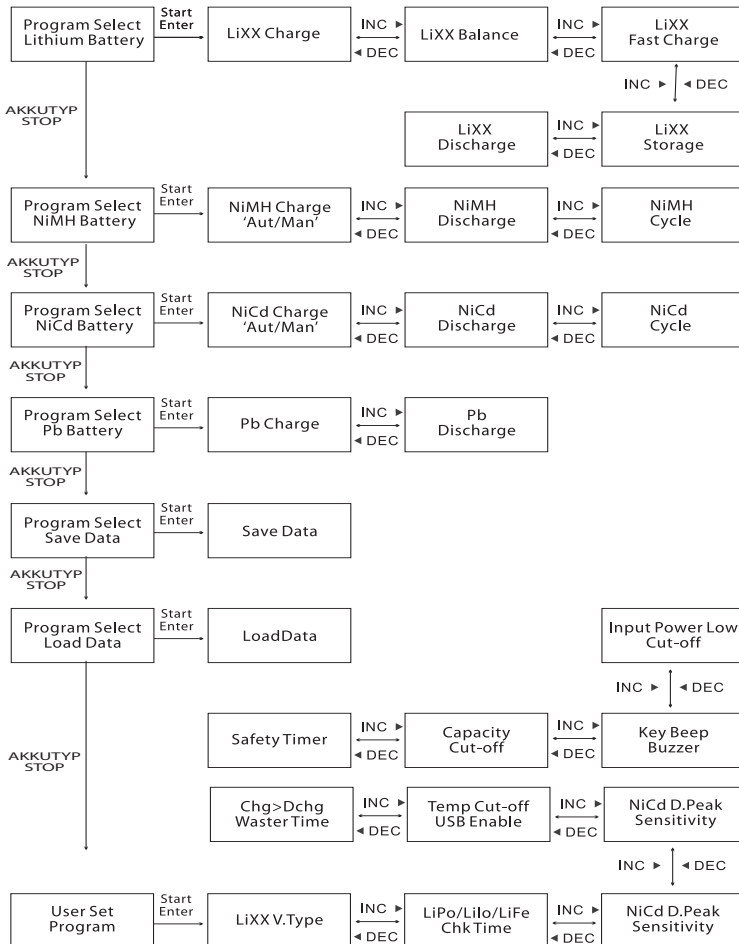 Program Select
Lithium Battery
Start
Enter
LiXX Charge
INC ►
◄ DEC
LiXX Balance
INC ►
◄ DEC
LiXX
Fast Charge
AKKUTYP
STOP
INC ►
◄ DEC
LiXX
Discharge
INC ►
◄ DEC
LiXX
Storage
Program Select
NiMH Battery
Start
Enter
NiMH Charge
'Aut/Man'
INC ►
◄ DEC
NiMH
Discharge
INC ►
◄ DEC
NiMH
Cycle
AKKUTYP
STOP
Program Select
NiCd Battery
Start
Enter
NiCd Charge
'Aut/Man'
INC ►
◄ DEC
NiCd
Discharge
INC ►
◄ DEC
NiCd
Cycle
AKKUTYP
STOP
Program Select
Pb Battery
Start
Enter
Pb Charge
INC ►
◄ DEC
Pb
Discharge
AKKUTYP
STOP
Program Select
Save Data
Start
Enter
Save Data
AKKUTYP
STOP
Program Select
Load Data
Start
Enter
LoadData
Input Power Low
Cut-off
INC ►
◄ DEC
AKKUTYP
STOP
Safety Timer
INC ►
◄ DEC
Capacity
Cut-off
INC ►
◄ DEC
Key Beep
Buzzer
Chg>Dchg
Waster Time
INC ►
◄ DEC
Temp Cut-off
USB Enable
INC ►
◄ DEC
NiCd D.Peak
Sensitivity
INC ►
◄ DEC
User Set
Program
Start
Enter
LiXX V.Type
INC ►
◄ DEC
LiPo/LiIo/LiFe
Chk Time
INC ►
◄ DEC
NiCd D.Peak
Sensitivity